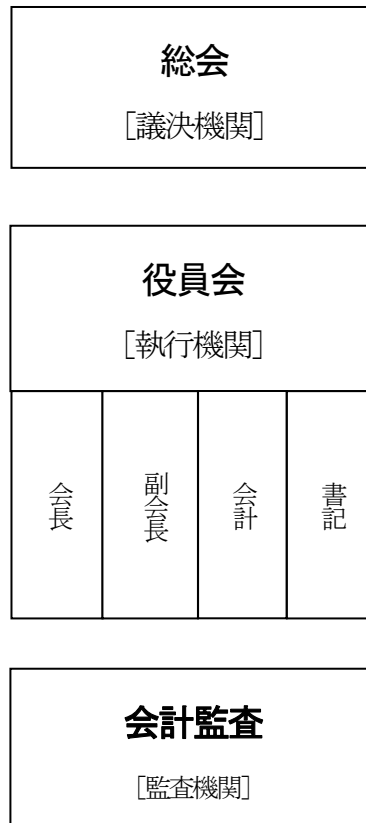 総会
［議決機関］
役員会
［執行機関］
会長
副会長
会計
書記
会計監査
［監査機関］